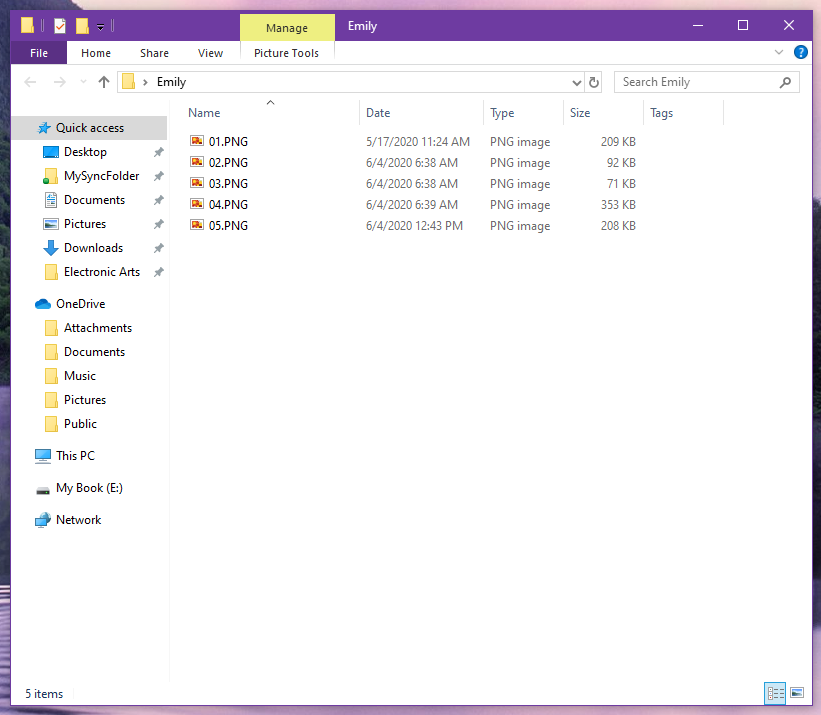 Manage Emily
File Home Share View Picture Tools
Emily Search Emily
Name Date Type Size Tags
Quick access
Desktop
MySyncFolder
Documents
Pictures
Downloads
Electronic Arts
OneDrive
Attachments
Documents
Music
Pictures
Public
This PC
My Book (E:)
Network
01.PNG 5/17/2020 11:24 AM PNG image 209 KB
02.PNG 6/4/2020 6:38 AM PNG image 92 KB
03.PNG 6/4/2020 6:38 AM PNG image 71 KB
04.PNG 6/4/2020 6:39 AM PNG image 353 KB
05.PNG 6/4/2020 12:43 PM PNG image 208 KB
5 items